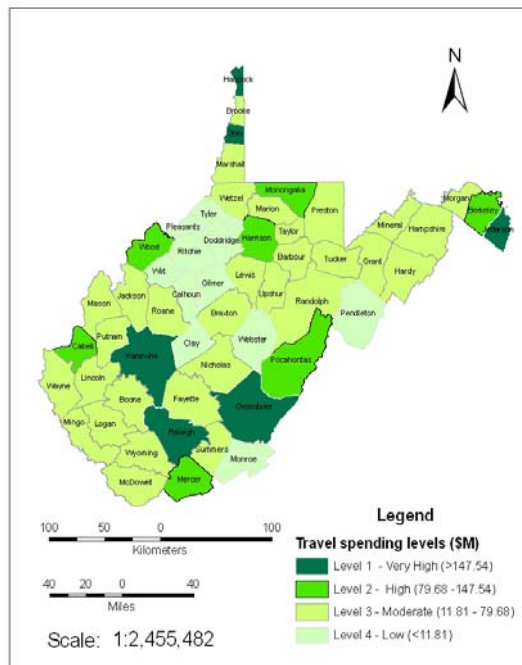 N
Hancock
Brooke
Ohio
Marshall
Wetzel
Monongalia
Marion
Preston
Morgan
Berkeley
Jefferson
Tyler
Pleasants
Doddridge
Harrison
Taylor
Mineral
Hampshire
Wood
Ritchie
Barbour
Tucker
Grant
Hardy
Wirt
Gilmer
Lewis
Calhoun
Upshur
Randolph
Mason
Jackson
Roane
Braxton
Pendleton
Putnam
Clay
Webster
Cabell
Kanawha
Nicholas
Pocahontas
Wayne
Lincoln
Boone
Fayette
Greenbrier
Mingo
Logan
Raleigh
Wyoming
Summers
Monroe
McDowell
Mercer
100 50 0 100
Kilometers
40 20 0 40
Miles
Scale: 1:2,455,482
Legend
Travel spending levels ($M)
Level 1 - Very High (>147.54)
Level 2 - High (79.68 -147.54)
Level 3 - Moderate (11.81 - 79.68)
Level 4 - Low (<11.81)